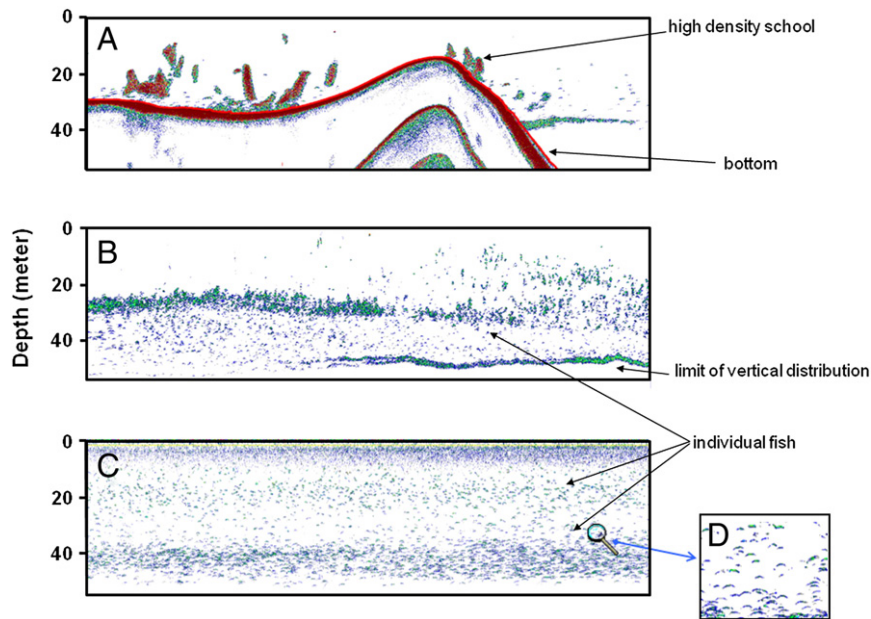 0
A
20
40
high density school
bottom
Depth (meter)
0
B
20
40
limit of vertical distribution
individual fish
0
C
20
40
D